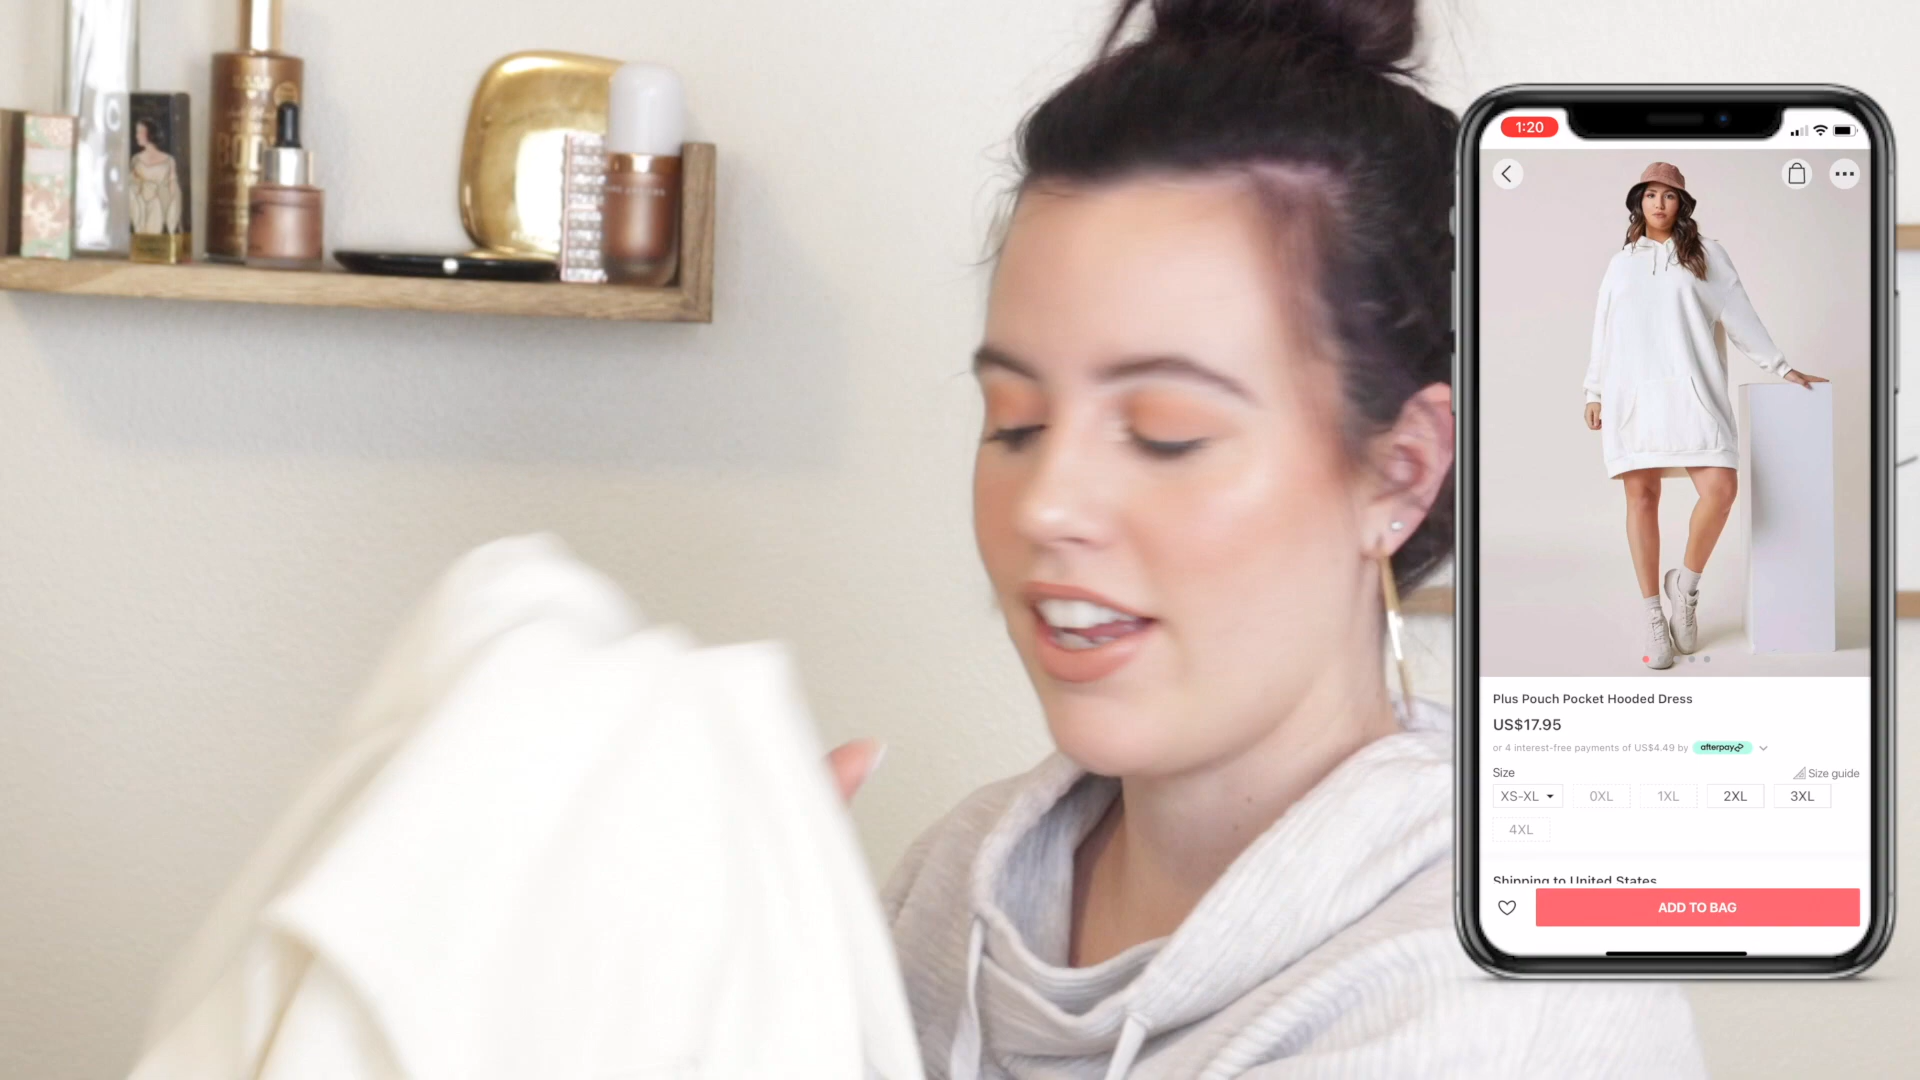 1:20
Plus Pouch Pocket Hooded Dress
US$17.95
or 4 interest-free payments of US$4.49 by afterpay
Size
Size guide
XS-XL
0XL
1XL
2XL
3XL
4XL
Shipping to United States
ADD TO BAG